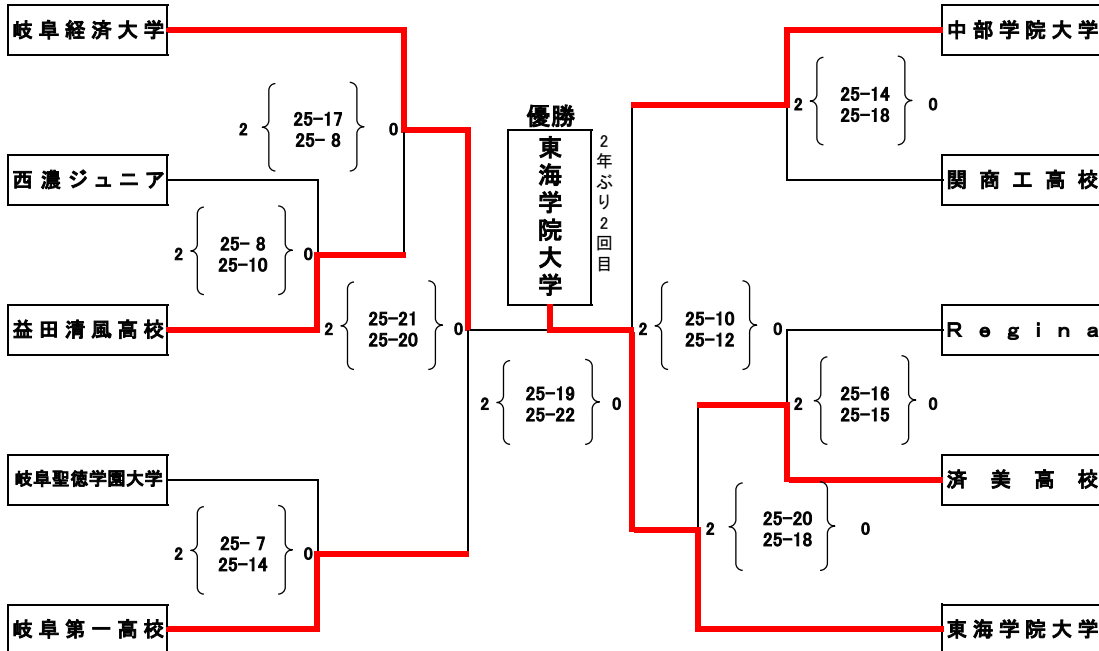 岐阜経済大学
中部学院大学
2 25-17 0
25- 8
2 25-14 0
25-18
優勝
東海学院大学
2年ぶり2回目
西濃ジュニア
関商工高校
2 25- 8 0
25-10
益田清風高校
2 25-21 0
25-20
2 25-10 0
25-12
Regina
2 25-19 0
25-22
2 25-16 0
25-15
岐阜聖徳学園大学
済美高校
2 25- 7 0
25-14
2 25-20 0
25-18
岐阜第一高校
東海学院大学